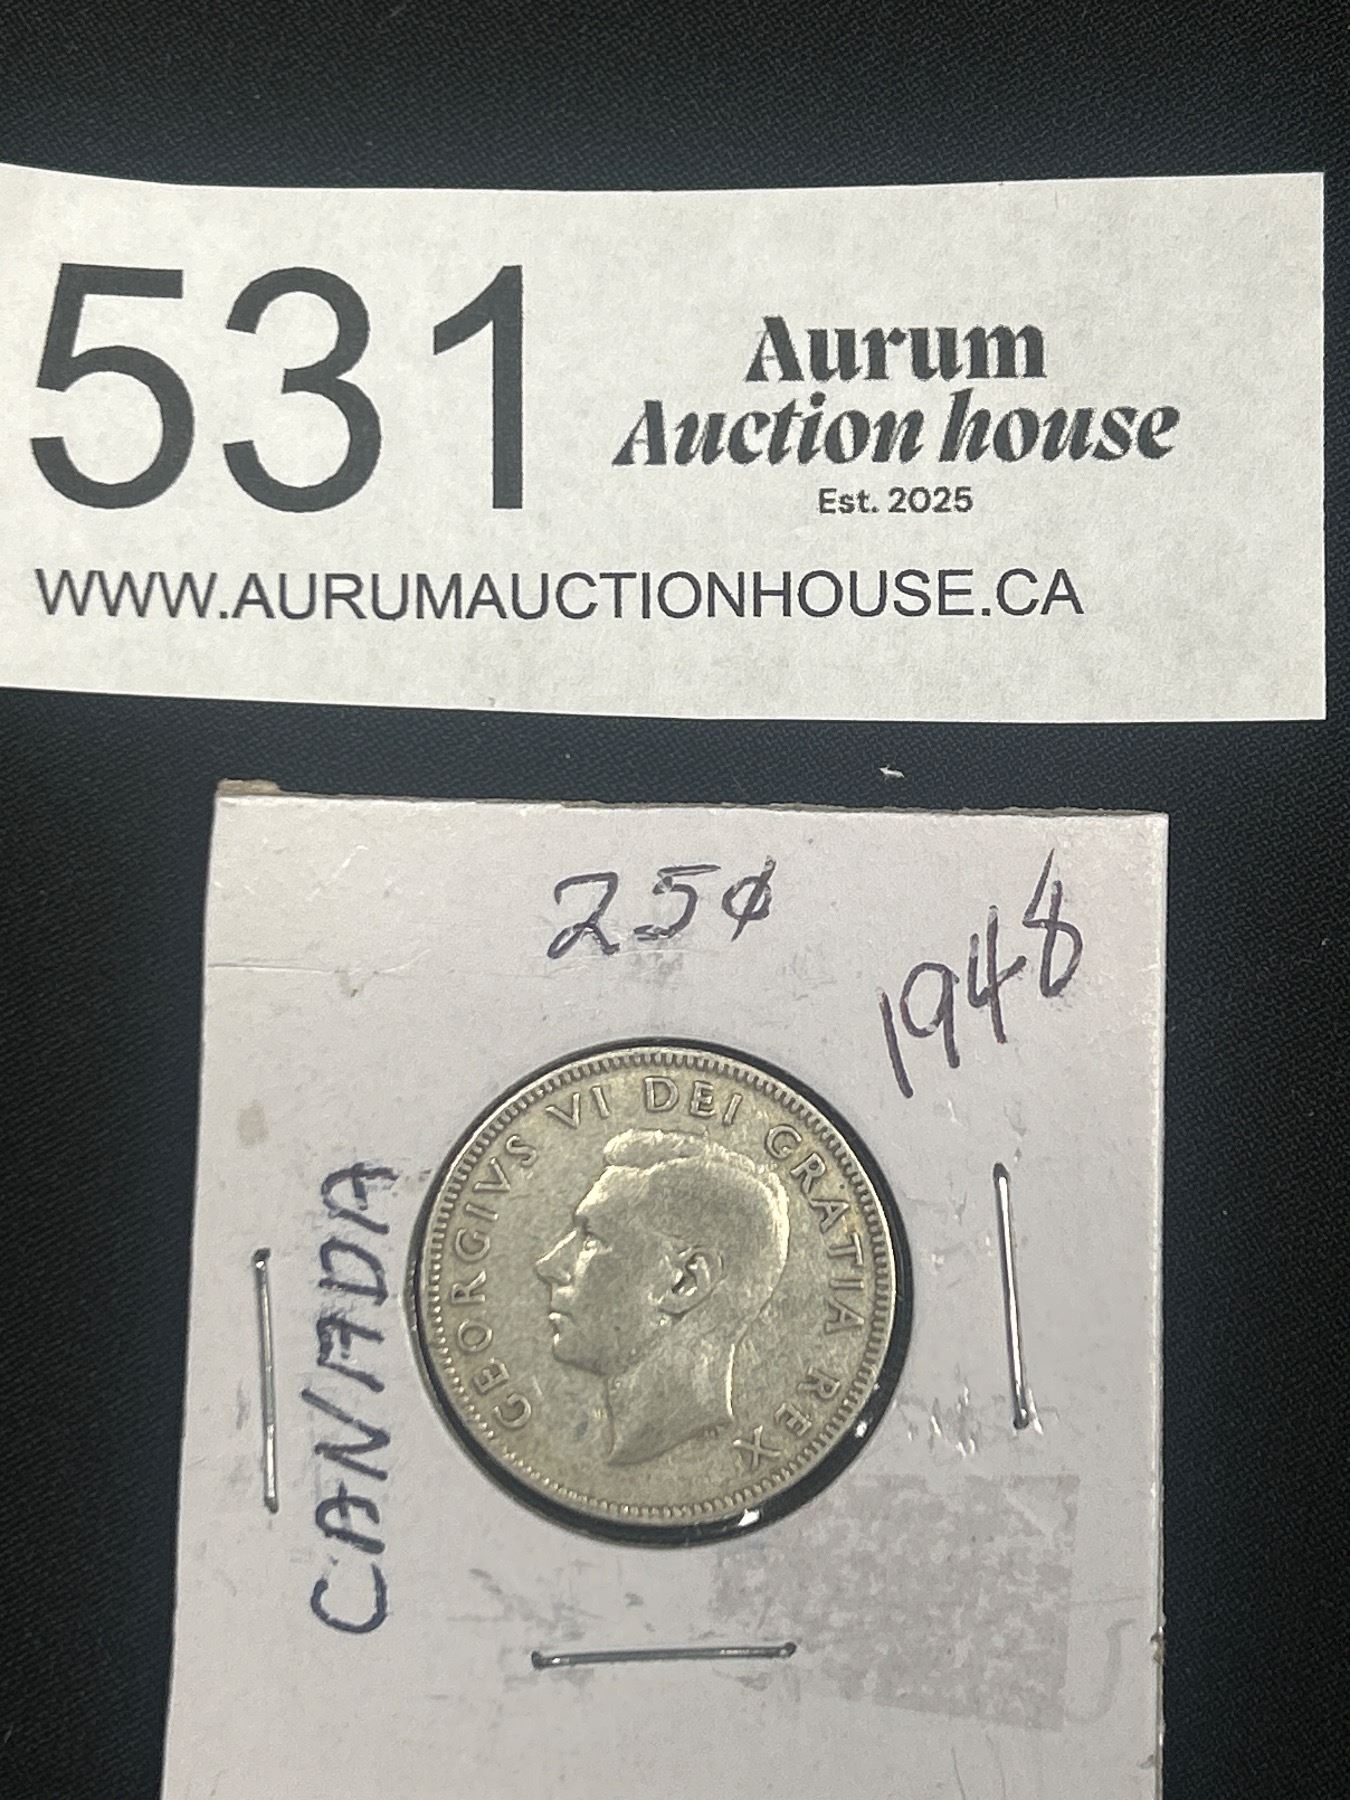 531
Aurum
Auction house
Est. 2025
WWW.AURUMAUCTIONHOUSE.CA
25¢
1948
CANADA
GEORGIVS VI DEI GRATIA REX